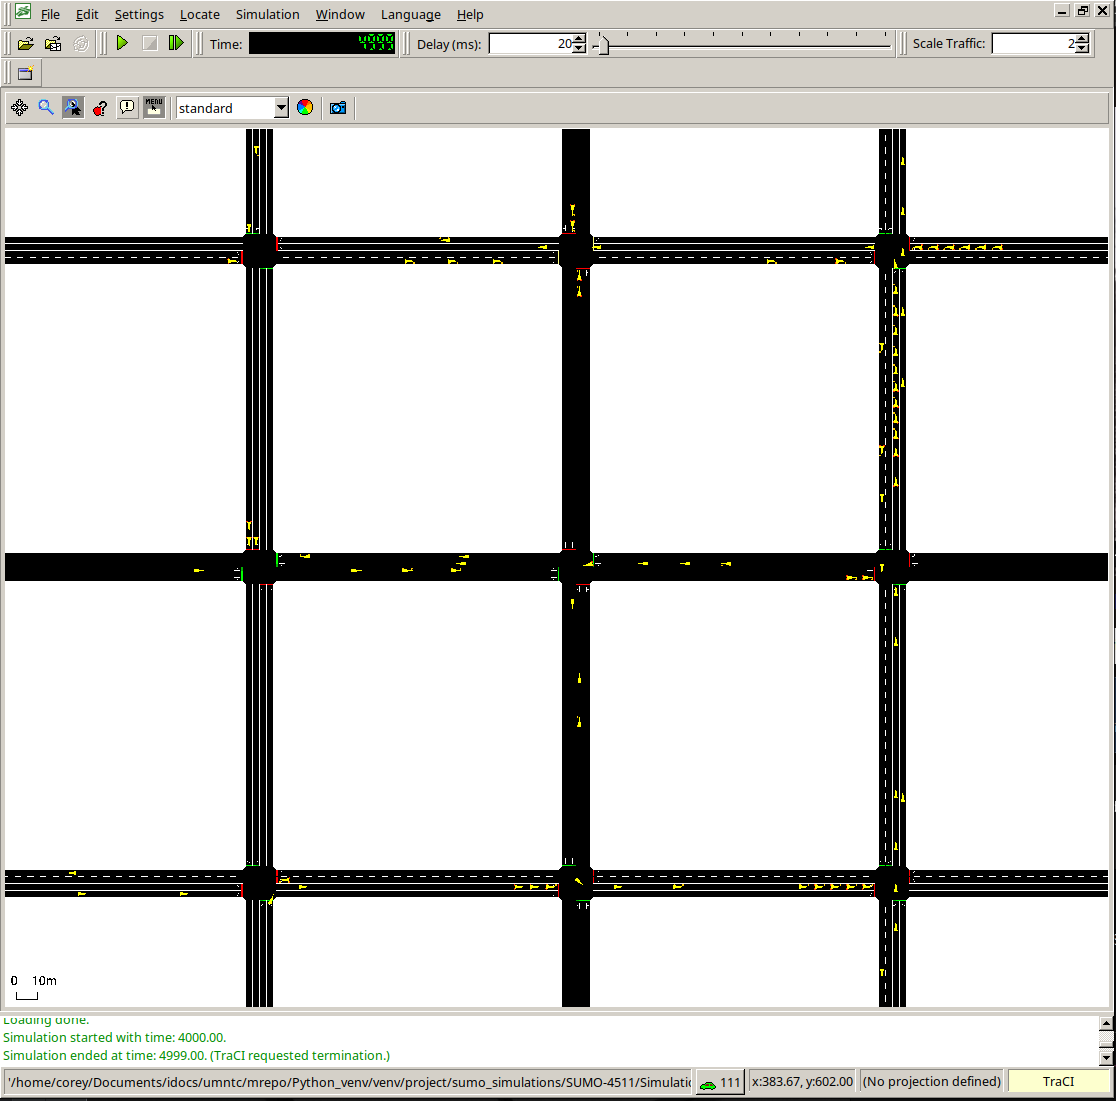 File Edit Settings Locate Simulation Window Language Help
Time: 4999 Delay (ms): 20 Scale Traffic: 2
MENU standard
0 10m
Loading done.
Simulation started with time: 4000.00.
Simulation ended at time: 4999.00. (TraCI requested termination.)
'/home/corey/Documents/idocs/umntc/mrepo/Python_venv/venv/project/sumo_simulations/SUMO-4511/Simulatio 111 x:383.67, y:602.00 (No projection defined) TraCI